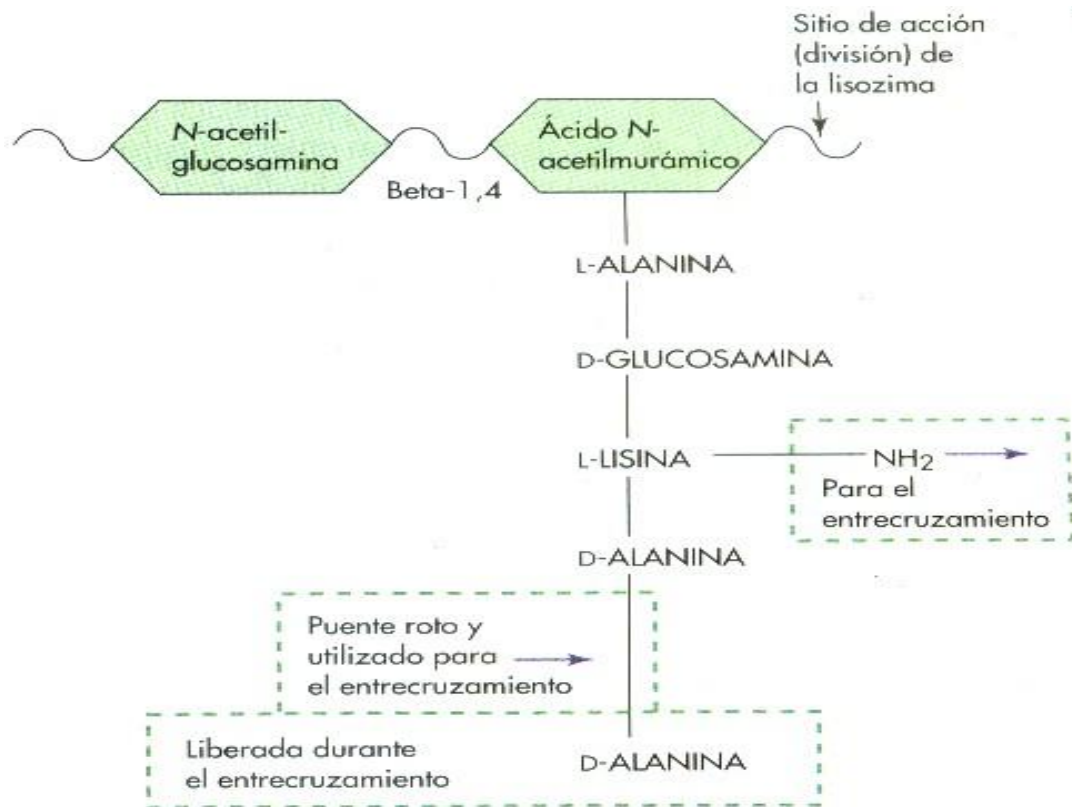 Sitio de acción
(división) de
la lisozima
N-acetil-
glucosamina
Beta-1,4
Ácido N-
acetilmurámico
L-ALANINA
D-GLUCOSAMINA
L-LISINA
NH₂
Para el
entrecruzamiento
D-ALANINA
Puente roto y
utilizado para
el entrecruzamiento
Liberada durante
el entrecruzamiento
D-ALANINA